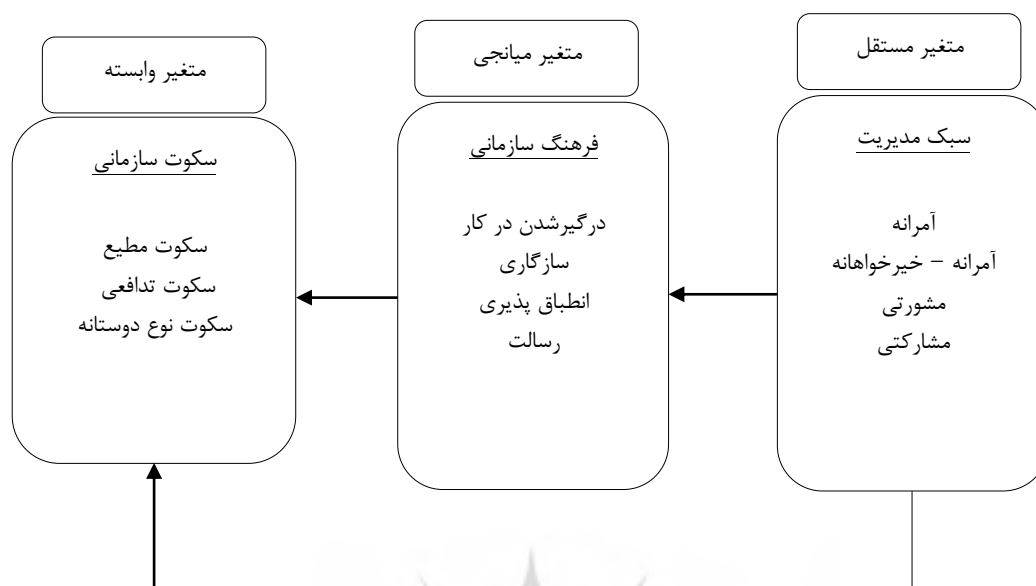 متغیر مستقل
سبک مدیریت
آمرانه
آمرانه – خیرخواهانه
مشورتی
مشارکتی
متغیر میانجی
فرهنگ سازمانی
درگیرشدن در کار
سازگاری
انطباق پذیری
رسالت
متغیر وابسته
سکوت سازمانی
سکوت مطیع
سکوت تدافعی
سکوت نوع دوستانه